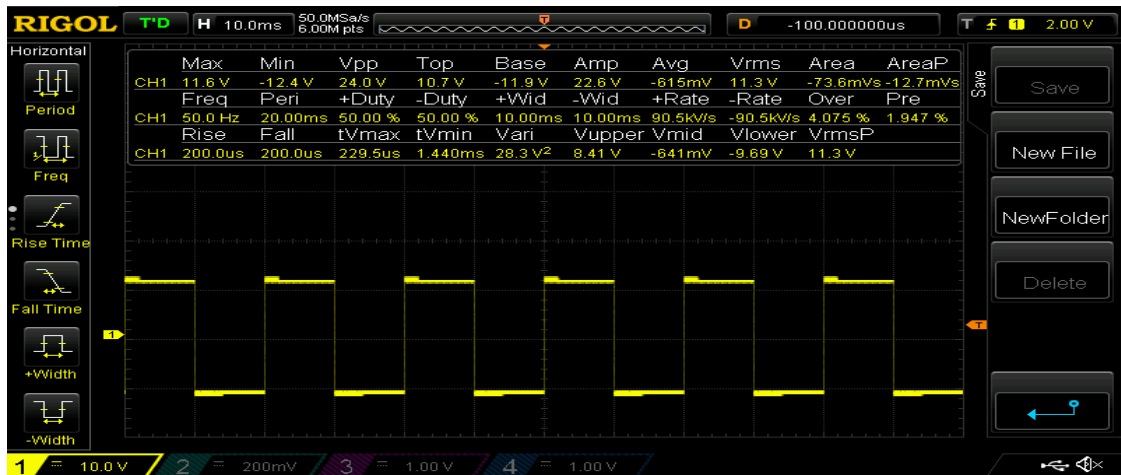 RIGOL T'D H 10.0ms 50.0MSa/s 6.00M pts D -100.000000us T 1 2.00 V
Horizontal
Max Min Vpp Top Base Amp Avg Vrms Area AreaP
CH1 11.6 V -12.4 V 24.0 V 10.7 V -11.9 V 22.6 V -615mV 11.3 V -73.6mVs -12.7mVs
Freq Peri +Duty -Duty +Wid -Wid +Rate -Rate Over Pre
CH1 50.0 Hz 20.00ms 50.00 % 50.00 % 10.00ms 10.00ms 90.5kV/s -90.5kV/s 4.075 % 1.947 %
Rise Fall tVmax tVmin Vari Vupper Vmid Vlower VrmsP
CH1 200.0us 200.0us 229.5us 1.440ms 28.3 V² 8.41 V -641mV -9.69 V 11.3 V
Period
Freq
Rise Time
Fall Time
+Width
-Width
1
T
Save
Save
New File
NewFolder
Delete
1 10.0 V 2 200mV 3 1.00 V 4 1.00 V